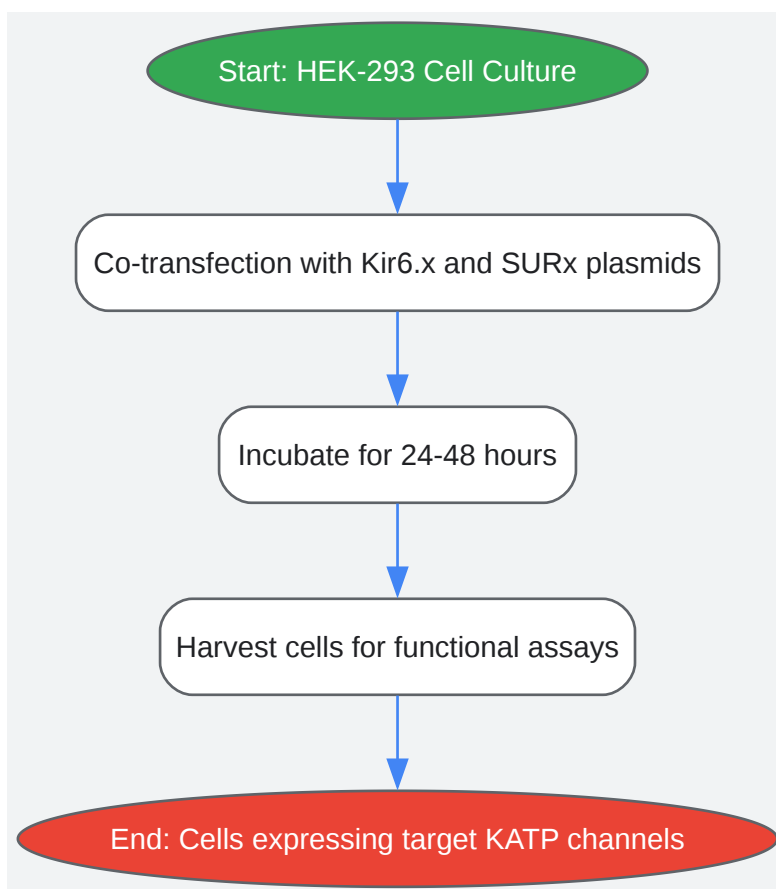 Start: HEK-293 Cell Culture
Co-transfection with Kir6.x and SURx plasmids
Incubate for 24-48 hours
Harvest cells for functional assays
End: Cells expressing target KATP channels